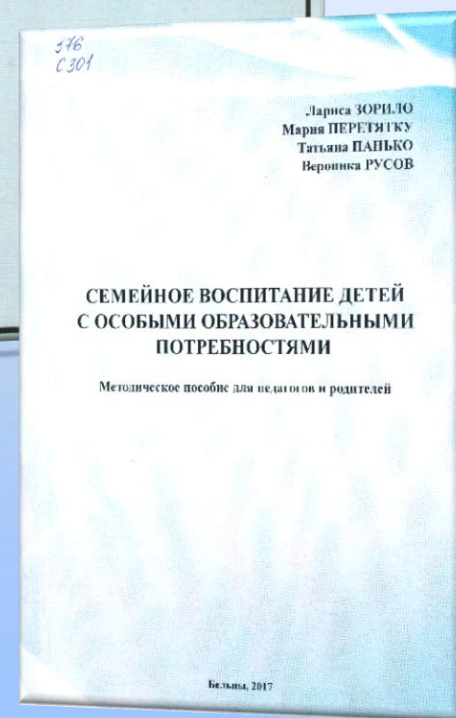 376
С301
Лариса ЗОРИЛО
Мария ПЕРЕТЯТКУ
Татьяна ПАНЬКО
Вероника РУСОВ
СЕМЕЙНОЕ ВОСПИТАНИЕ ДЕТЕЙ
С ОСОБЫМИ ОБРАЗОВАТЕЛЬНЫМИ
ПОТРЕБНОСТЯМИ
Методическое пособие для педагогов и родителей
Бельцы, 2017